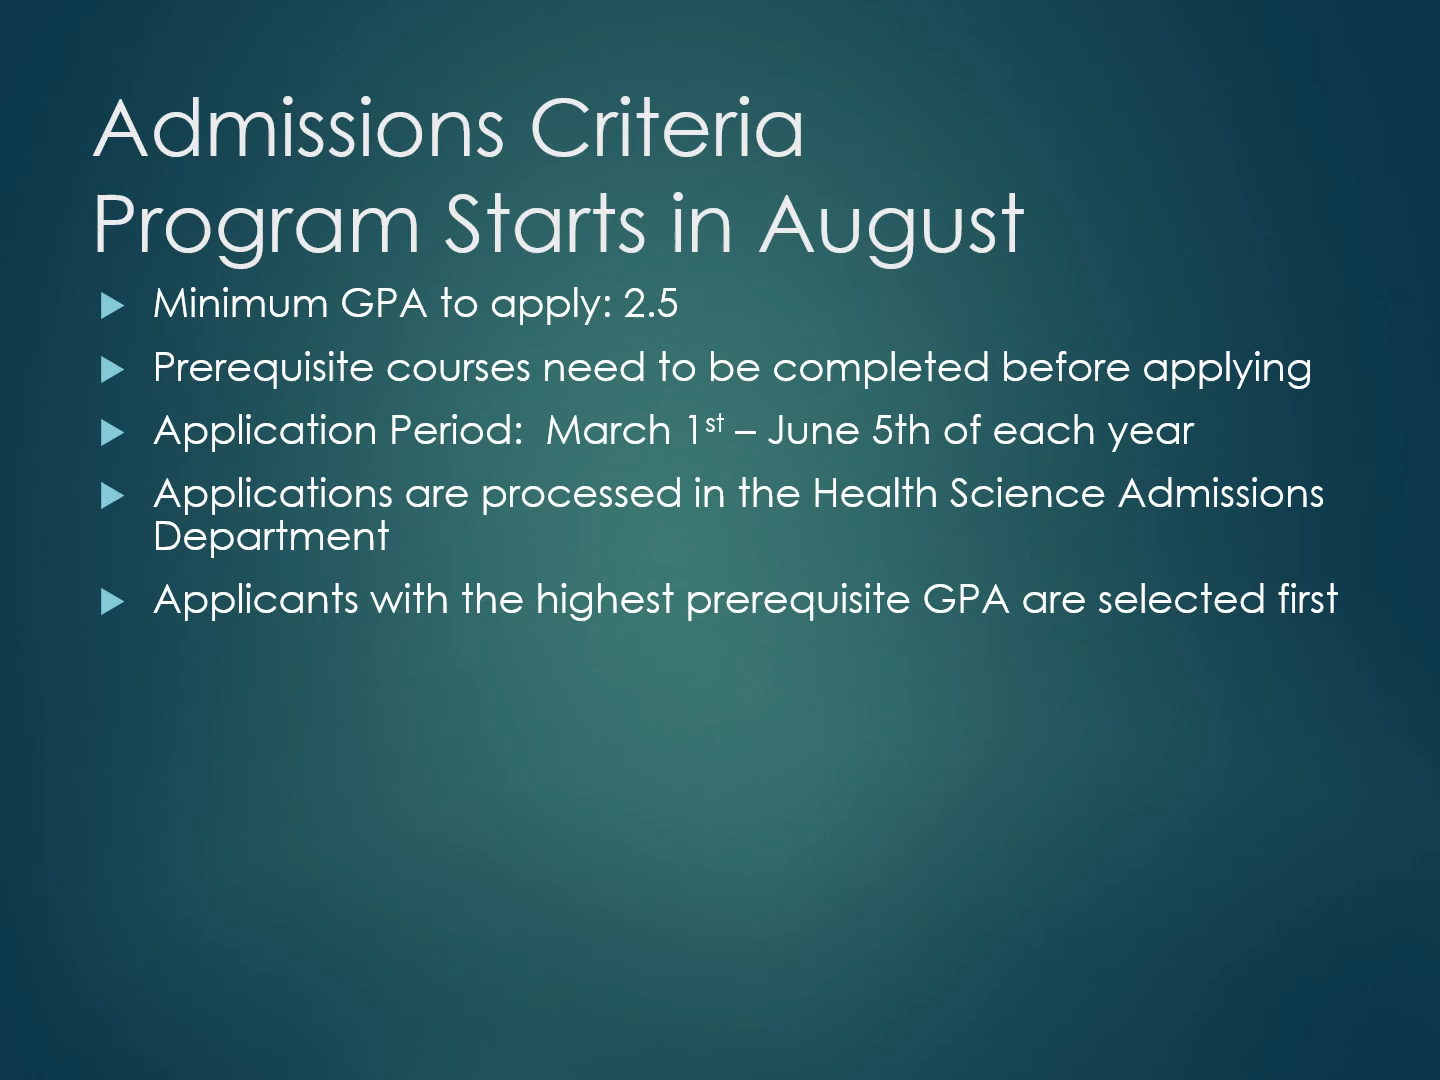 Admissions Criteria
Program Starts in August
Minimum GPA to apply: 2.5
Prerequisite courses need to be completed before applying
Application Period:  March 1st – June 5th of each year
Applications are processed in the Health Science Admissions
Department
Applicants with the highest prerequisite GPA are selected first